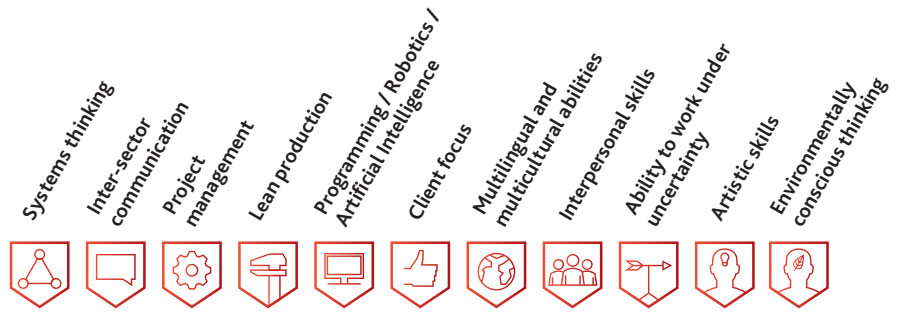 Systems thinking
Inter-sector
communication
Project
management
Lean production
Programming / Robotics /
Artificial Intelligence
Client focus
Multilingual and
multicultural abilities
Interpersonal skills
Ability to work under
uncertainty
Artistic skills
Environmentally
conscious thinking